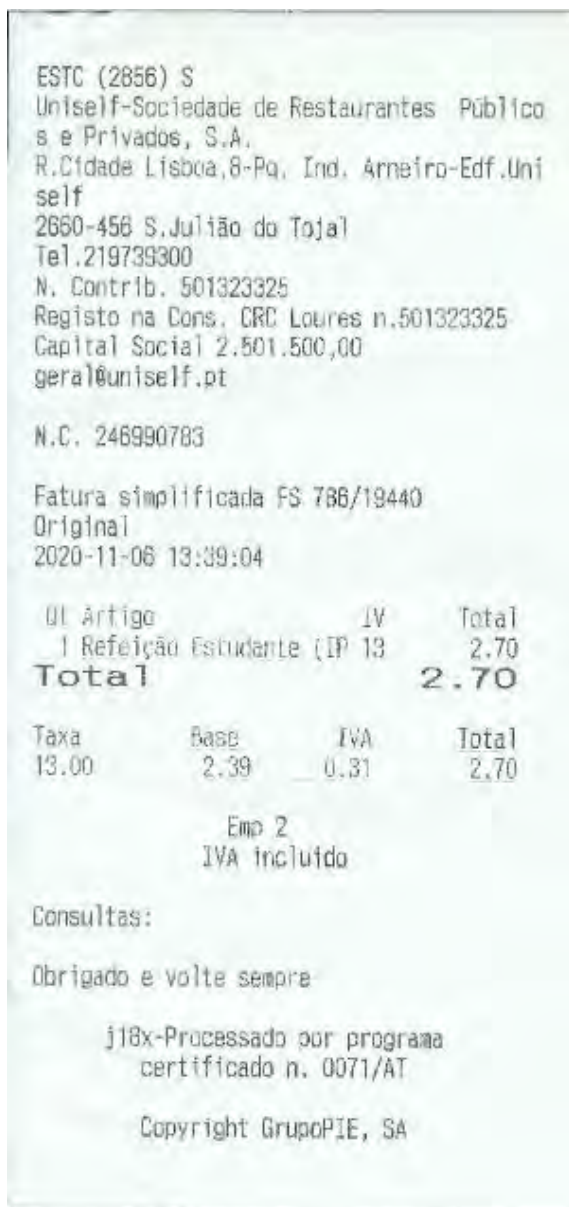 ESTC (2856) S
Uniself-Sociedade de Restaurantes Público
s e Privados, S.A.
R.Cidade Lisboa,8-Pq. Ind. Arneiro-Edf.Uni
self
2660-456 S.Julião do Tojal
Tel.219739300
N. Contrib. 501323325
Registo na Cons. CRC Loures n.501323325
Capital Social 2.501.500,00
geral@uniself.pt
N.C. 246990783
Fatura simplificada FS 786/19440
Original
2020-11-06 13:39:04
Qt Artigo IV Total
1 Refeição Estudante (IP 13 2.70
Total 2.70
Taxa Base IVA Total
13.00 2.39 0.31 2.70
Emp 2
IVA incluido
Consultas:
Obrigado e volte sempre
j18x-Processado por programa
certificado n. 0071/AT
Copyright GrupoPIE, SA